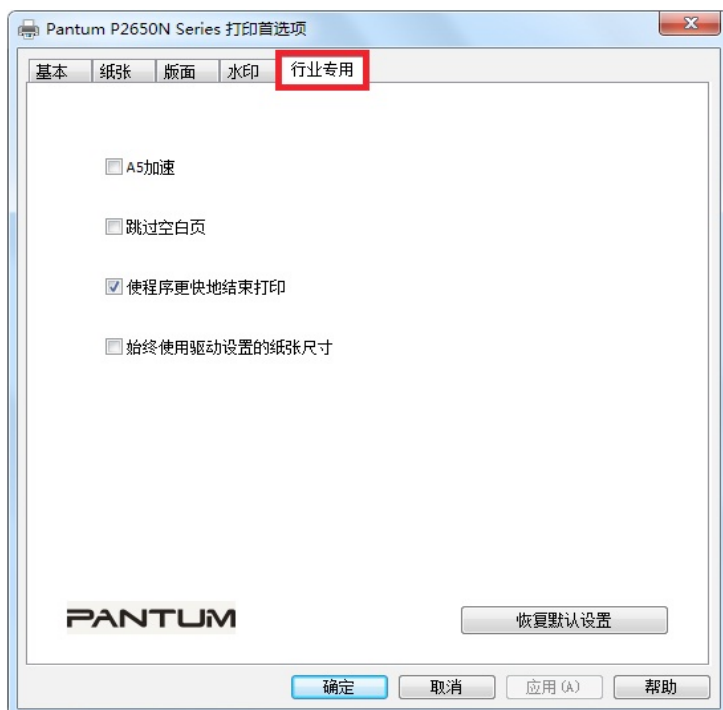 Pantum P2650N Series 打印首选项
基本 纸张 版面 水印 行业专用
A5加速
跳过空白页
使程序更快地结束打印
始终使用驱动设置的纸张尺寸
PANTUM
恢复默认设置
确定 取消 应用(A) 帮助